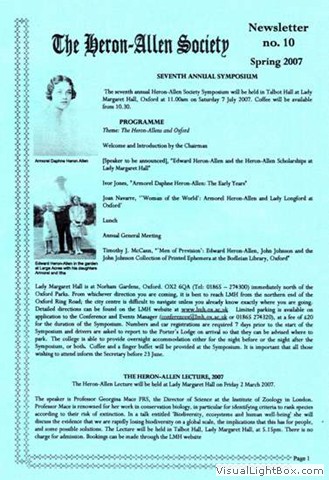 Newsletter
no. 10
Spring 2007
The Heron-Allen Society
SEVENTH ANNUAL SYMPOSIUM
The seventh annual Heron-Allen Society Symposium will be held in Talbot Hall at Lady
Margaret Hall, Oxford at 11.00am on Saturday 7 July 2007. Coffee will be available
from 10.30.
PROGRAMME
Theme: The Heron-Allens and Oxford
Welcome and Introduction by the Chairman
Armorel Daphne Heron-Allen
[Speaker to be announced], "Edward Heron-Allen and the Heron-Allen Scholarships at
Lady Margaret Hall"
Ivor Jones, "Armorel Daphne Heron-Allen: The Early Years"
Joan Navarre, "'Woman of the World': Armorel Heron-Allen and Lady Longford at
Oxford"
Lunch
Annual General Meeting
Timothy J. McCann, "'Men of Prevision': Edward Heron-Allen, John Johnson and the
John Johnson Collection of Printed Ephemera at the Bodleian Library, Oxford"
Edward Heron-Allen in the garden
at Large Acres with his daughters
Armorel and Illa
Lady Margaret Hall is at Norham Gardens, Oxford. OX2 6QA (Tel: 01865 – 274300) immediately north of the
Oxford Parks. From whichever direction you are coming, it is best to reach LMH from the northern end of the
Oxford Ring Road; the city centre is difficult to navigate unless you already know exactly where you are going.
Detailed directions can be found on the LMH website at www.lmh.ox.ac.uk Limited parking is available on
application to the Conference and Events Manager (conferences@lmh.ox.ac.uk or 01865 274320), at a fee of £20
for the duration of the Symposium. Numbers and car registrations are required 7 days prior to the start of the
Symposium and drivers are asked to report to the Porter's Lodge on arrival so that they can be advised where to
park. The college is able to provide overnight accommodation either for the night before or the night after the
Symposium, or both. Coffee and a finger buffet will be provided at the Symposium. It is important that all those
wishing to attend inform the Secretary before 23 June.
THE HERON-ALLEN LECTURE, 2007
The Heron-Allen Lecture will be held at Lady Margaret Hall on Friday 2 March 2007.
The speaker is Professor Georgina Mace FRS, the Director of Science at the Institute of Zoology in London.
Professor Mace is renowned for her work in conservation biology, in particular for identifying criteria to rank species
according to their risk of extinction. In a talk entitled 'Biodiversity, ecosystems and human well-being' she will
discuss the evidence that we are rapidly losing biodiversity on a global scale, the implications that this has for people,
and some possible solutions. The Lecture will be held in Talbot Hall, Lady Margaret Hall, at 5.15pm. There is no
charge for admission. Bookings can be made through the LMH website
Page 1
VisualLightBox.com